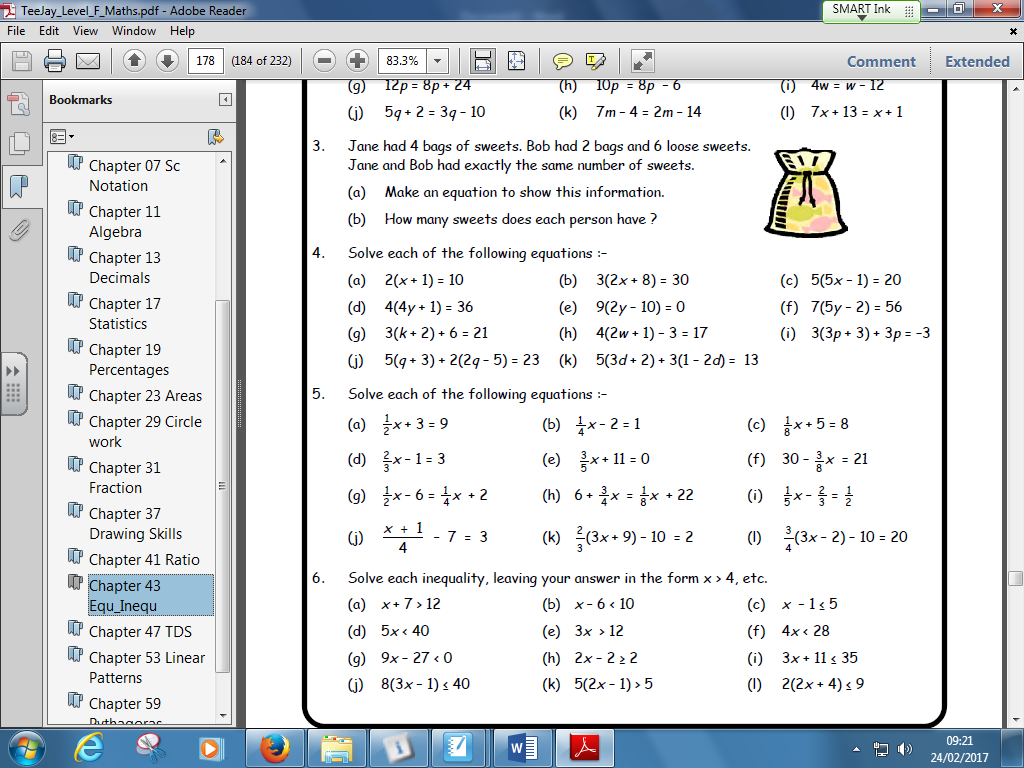 TeeJay_Level_F_Maths.pdf - Adobe Reader
SMART Ink
File Edit View Window Help
178 (184 of 232) 83.3% Comment Extended
Bookmarks
Chapter 07 Sc
Notation
Chapter 11
Algebra
Chapter 13
Decimals
Chapter 17
Statistics
Chapter 19
Percentages
Chapter 23 Areas
Chapter 29 Circle
work
Chapter 31
Fraction
Chapter 37
Drawing Skills
Chapter 41 Ratio
Chapter 43
Equ_Inequ
Chapter 47 TDS
Chapter 53 Linear
Patterns
Chapter 59
Pythagoras
(g) 12p = 8p + 24 (h) 10p = 8p - 6 (i) 4w = w - 12
(j) 5q + 2 = 3q - 10 (k) 7m - 4 = 2m - 14 (l) 7x + 13 = x + 1
3. Jane had 4 bags of sweets. Bob had 2 bags and 6 loose sweets.
Jane and Bob had exactly the same number of sweets.
(a) Make an equation to show this information.
(b) How many sweets does each person have ?
4. Solve each of the following equations :-
(a) 2(x + 1) = 10 (b) 3(2x + 8) = 30 (c) 5(5x - 1) = 20
(d) 4(4y + 1) = 36 (e) 9(2y - 10) = 0 (f) 7(5y - 2) = 56
(g) 3(k + 2) + 6 = 21 (h) 4(2w + 1) - 3 = 17 (i) 3(3p + 3) + 3p = -3
(j) 5(q + 3) + 2(2q - 5) = 23 (k) 5(3d + 2) + 3(1 - 2d) = 13
5. Solve each of the following equations :-
(a) 1/2x + 3 = 9 (b) 1/4x - 2 = 1 (c) 1/8x + 5 = 8
(d) 2/3x - 1 = 3 (e) 3/5x + 11 = 0 (f) 30 - 3/8x = 21
(g) 1/2x - 6 = 1/4x + 2 (h) 6 + 3/4x = 1/8x + 22 (i) 1/5x - 2/3 = 1/2
(j) x + 1/4 - 7 = 3 (k) 2/3(3x + 9) - 10 = 2 (l) 3/4(3x - 2) - 10 = 20
6. Solve each inequality, leaving your answer in the form x > 4, etc.
(a) x + 7 > 12 (b) x - 6 < 10 (c) x - 1 ≤ 5
(d) 5x < 40 (e) 3x > 12 (f) 4x < 28
(g) 9x - 27 < 0 (h) 2x - 2 ≥ 2 (i) 3x + 11 ≤ 35
(j) 8(3x - 1) ≤ 40 (k) 5(2x - 1) > 5 (l) 2(2x + 4) ≤ 9
09:21
24/02/2017